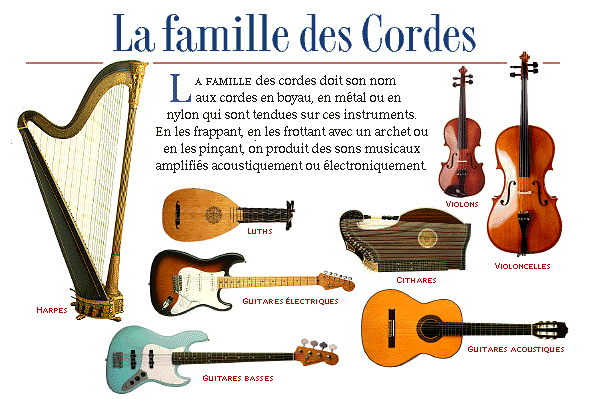 La famille des Cordes
LA FAMILLE des cordes doit son nom
aux cordes en boyau, en métal ou en
nylon qui sont tendues sur ces instruments.
En les frappant, en les frottant avec un archet ou
en les pinçant, on produit des sons musicaux
amplifiés acoustiquement ou électroniquement.
VIOLONS
LUTHS
VIOLONCELLES
CITHARES
GUITARES ÉLECTRIQUES
HARPES
GUITARES ACOUSTIQUES
GUITARES BASSES